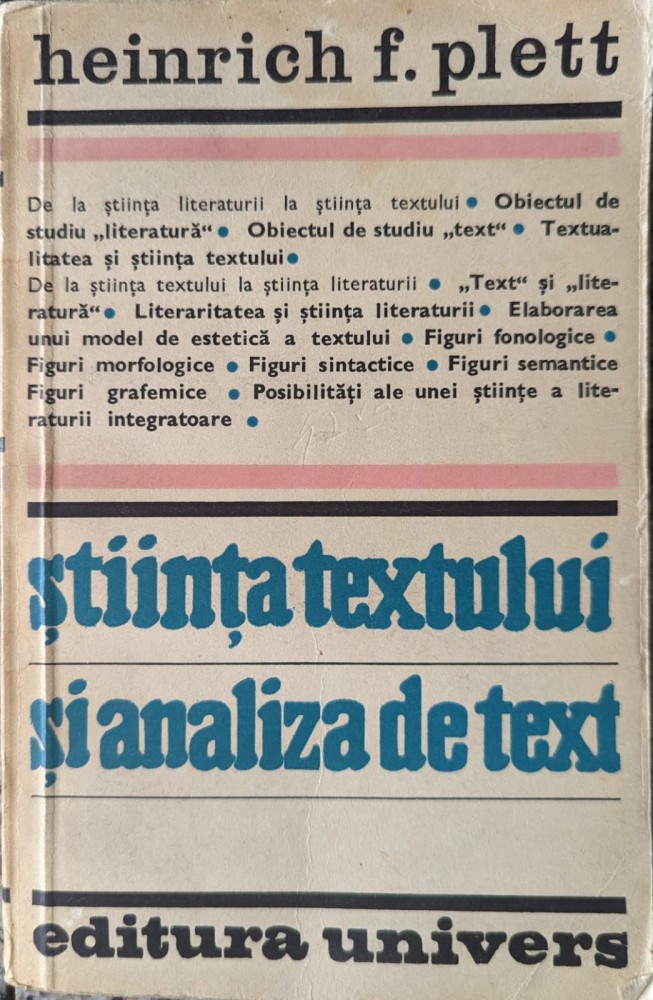 heinrich f. plett
De la știința literaturii la știința textului • Obiectul de
studiu „literatură“ • Obiectul de studiu „text“ • Textua-
litatea și știința textului •
De la știința textului la știința literaturii • „Text“ și „lite-
ratură“ • Literaritatea și știința literaturii • Elaborarea
unui model de estetică a textului • Figuri fonologice •
Figuri morfologice • Figuri sintactice • Figuri semantice
Figuri grafemice • Posibilități ale unei științe a lite-
raturii integratoare •
știința textului
și analiza de text
editura univers